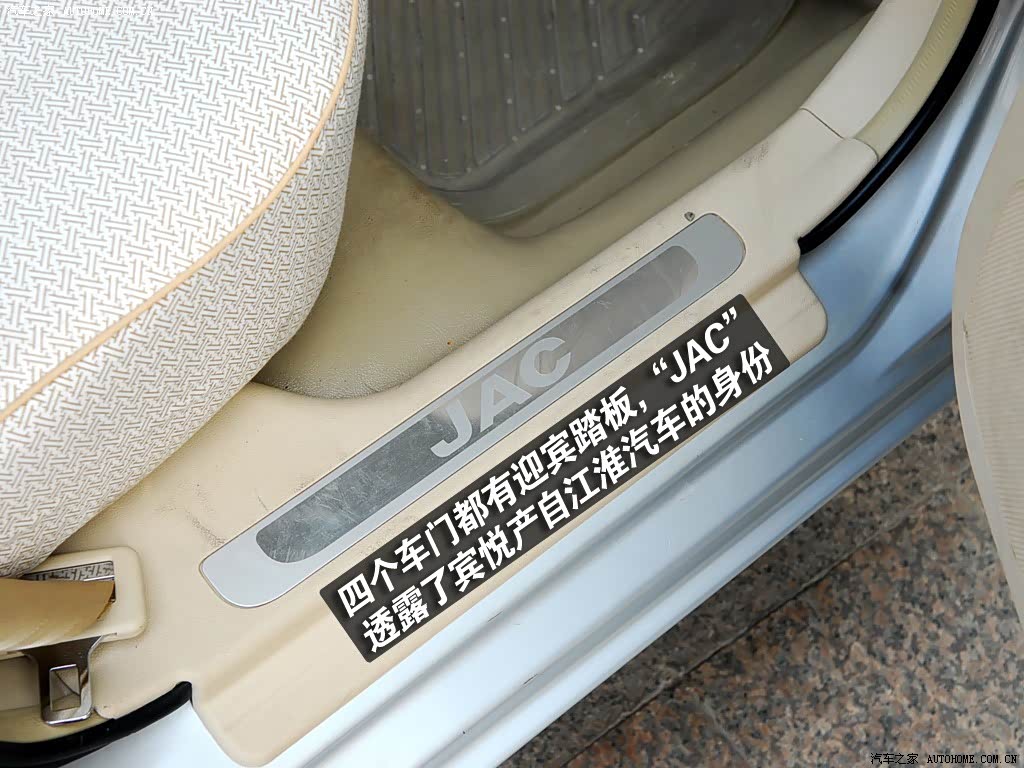 JAC
四个车门都有迎宾踏板，“JAC”
透露了宾悦产自江淮汽车的身份
汽车之家 AUTOHOME.COM.CN